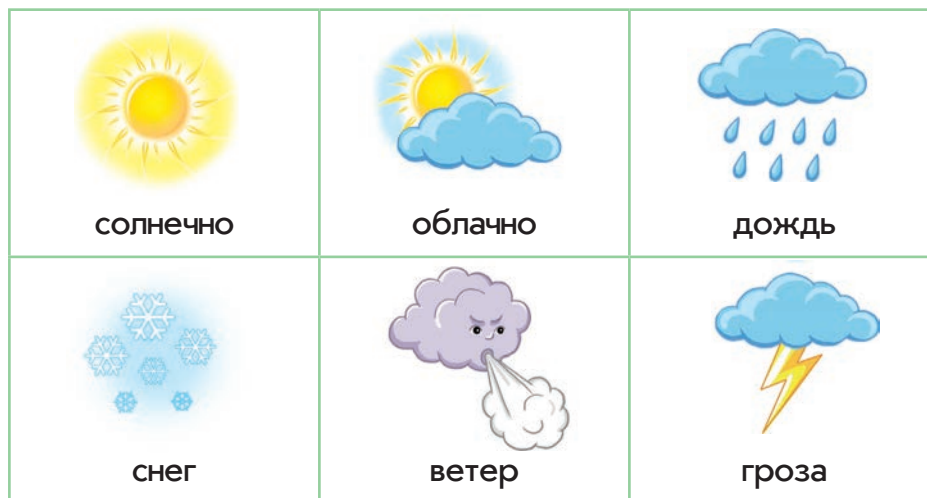 солнечно облачно дождь
снег ветер гроза